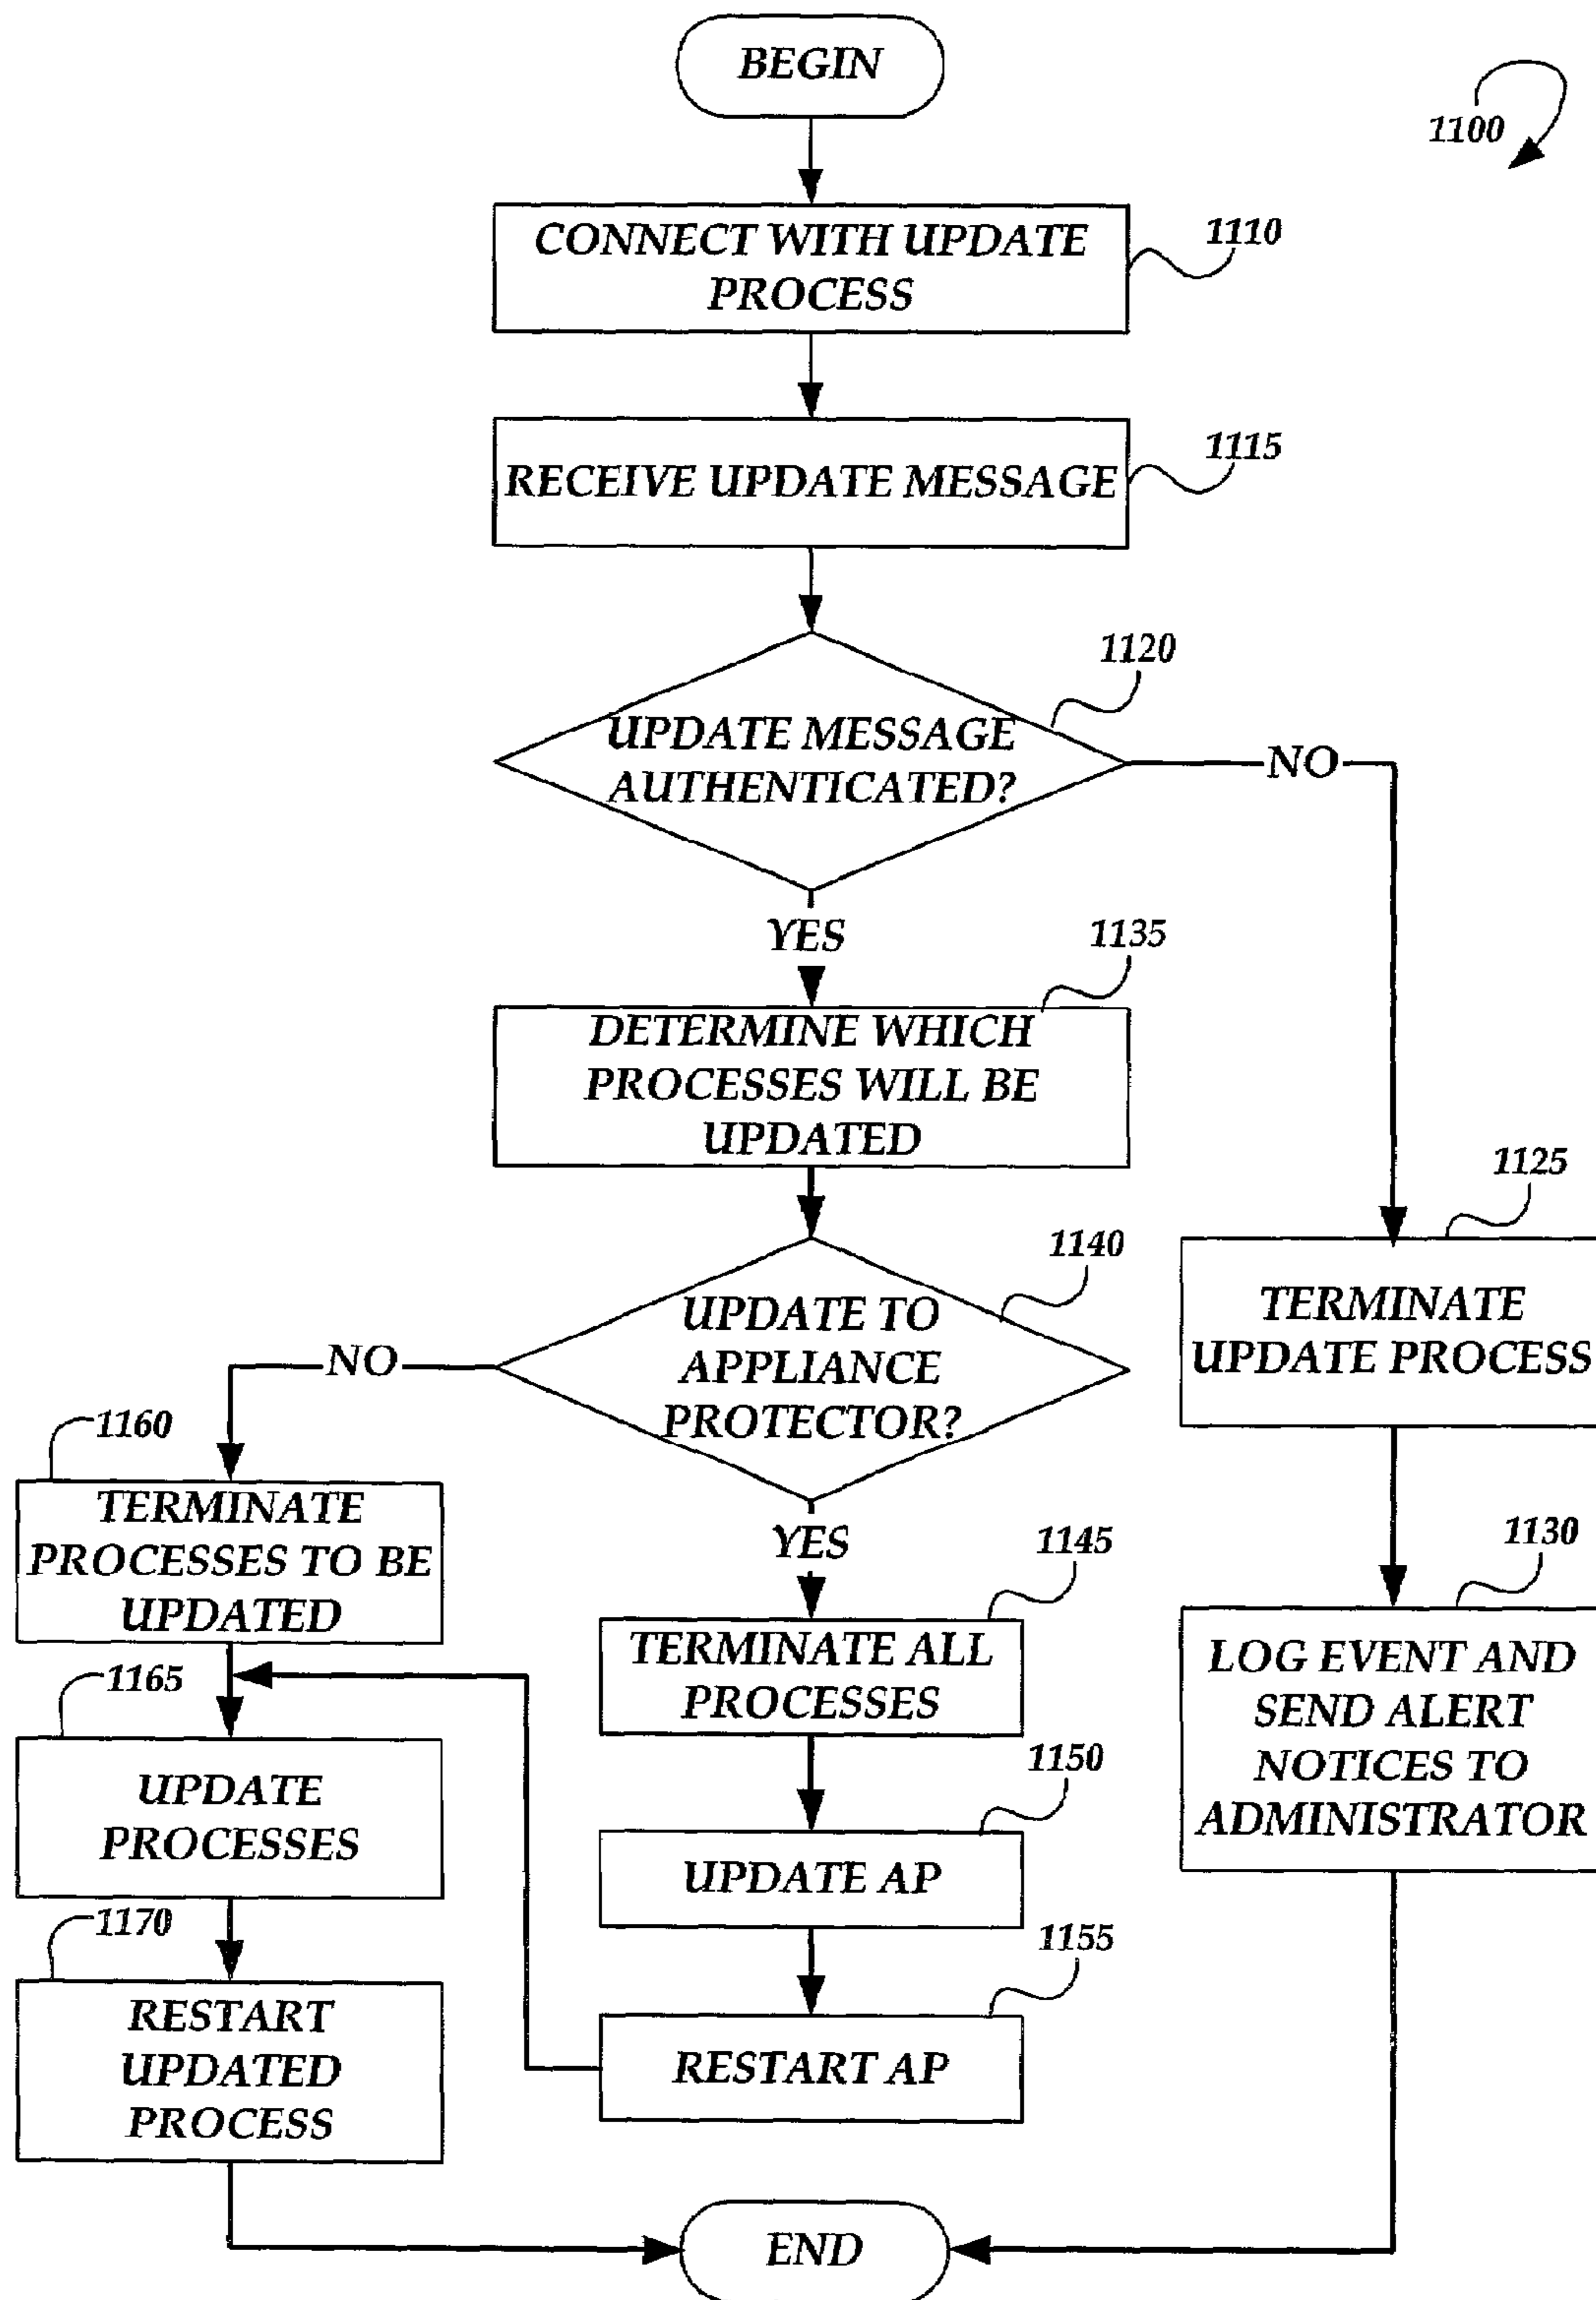 BEGIN
1100
CONNECT WITH UPDATE
PROCESS
1110
RECEIVE UPDATE MESSAGE
1115
1120
UPDATE MESSAGE
AUTHENTICATED?
NO
YES
1135
DETERMINE WHICH
PROCESSES WILL BE
UPDATED
1125
TERMINATE
UPDATE PROCESS
1140
UPDATE TO
APPLIANCE
PROTECTOR?
NO
YES
1160
TERMINATE
PROCESSES TO BE
UPDATED
1145
TERMINATE ALL
PROCESSES
1130
LOG EVENT AND
SEND ALERT
NOTICES TO
ADMINISTRATOR
1165
UPDATE
PROCESSES
1150
UPDATE AP
1170
RESTART
UPDATED
PROCESS
1155
RESTART AP
END